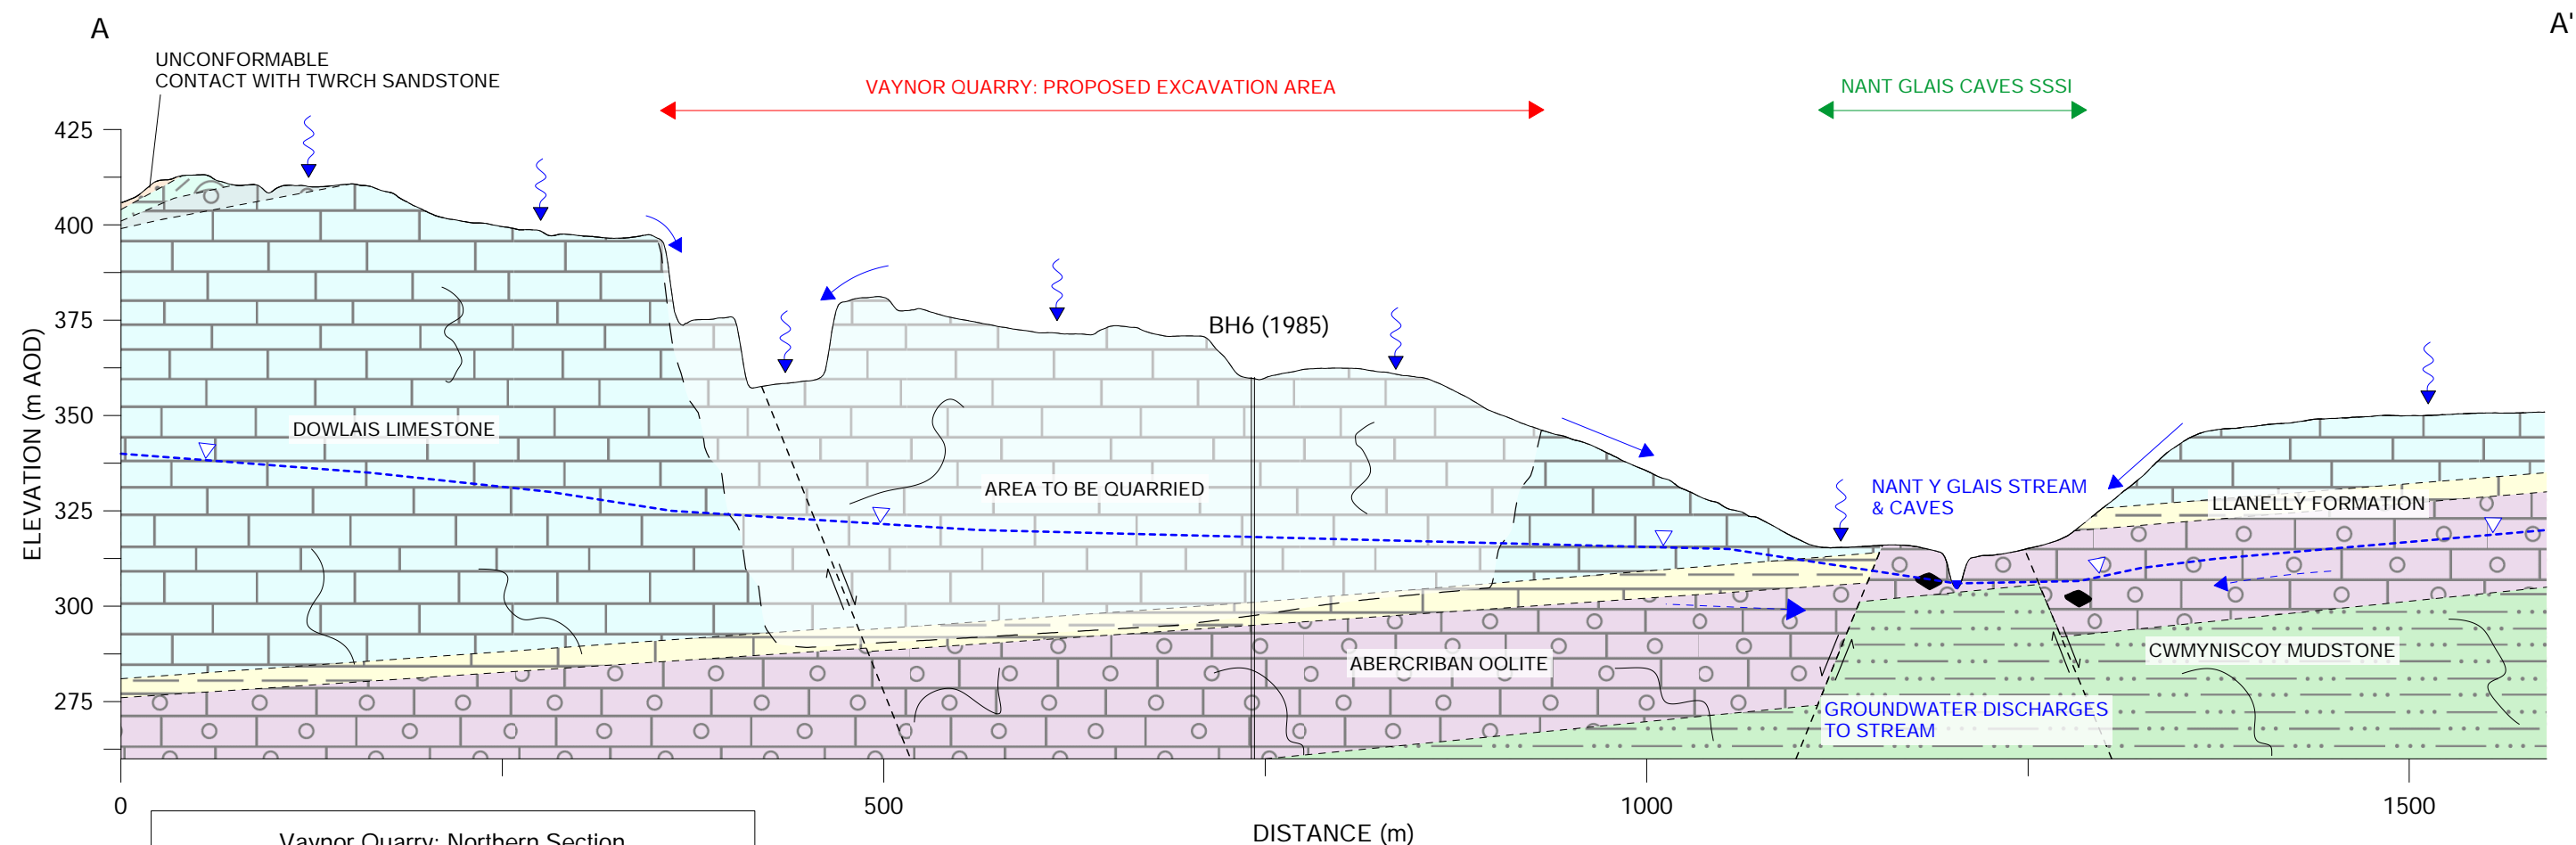 A
A'
UNCONFORMABLE
CONTACT WITH TWRCH SANDSTONE
VAYNOR QUARRY: PROPOSED EXCAVATION AREA
NANT GLAIS CAVES SSSI
425
400
375
350
325
300
275
ELEVATION (m AOD)
BH6 (1985)
DOWLAIS LIMESTONE
AREA TO BE QUARRIED
NANT Y GLAIS STREAM
& CAVES
LLANELLY FORMATION
ABERCRIBAN OOLITE
CWMYNISCOY MUDSTONE
GROUNDWATER DISCHARGES
TO STREAM
0
500
1000
1500
DISTANCE (m)
Vaynor Quarry: Northern Section